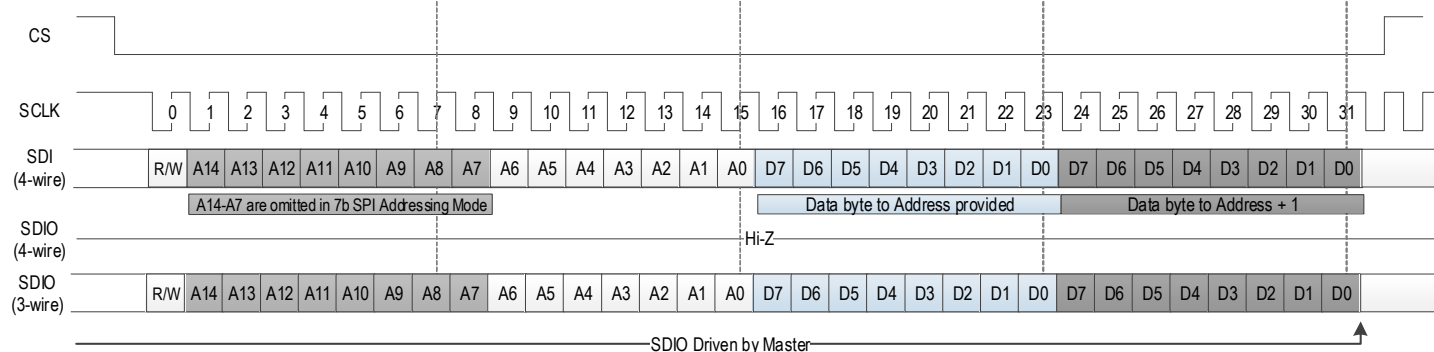 CS
SCLK 0 1 2 3 4 5 6 7 8 9 10 11 12 13 14 15 16 17 18 19 20 21 22 23 24 25 26 27 28 29 30 31
SDI
(4-wire)
R/W A14 A13 A12 A11 A10 A9 A8 A7 A6 A5 A4 A3 A2 A1 A0 D7 D6 D5 D4 D3 D2 D1 D0 D7 D6 D5 D4 D3 D2 D1 D0
A14-A7 are omitted in 7b SPI Addressing Mode Data byte to Address provided Data byte to Address + 1
SDIO
(4-wire)
Hi-Z
SDIO
(3-wire)
R/W A14 A13 A12 A11 A10 A9 A8 A7 A6 A5 A4 A3 A2 A1 A0 D7 D6 D5 D4 D3 D2 D1 D0 D7 D6 D5 D4 D3 D2 D1 D0
SDIO Driven by Master